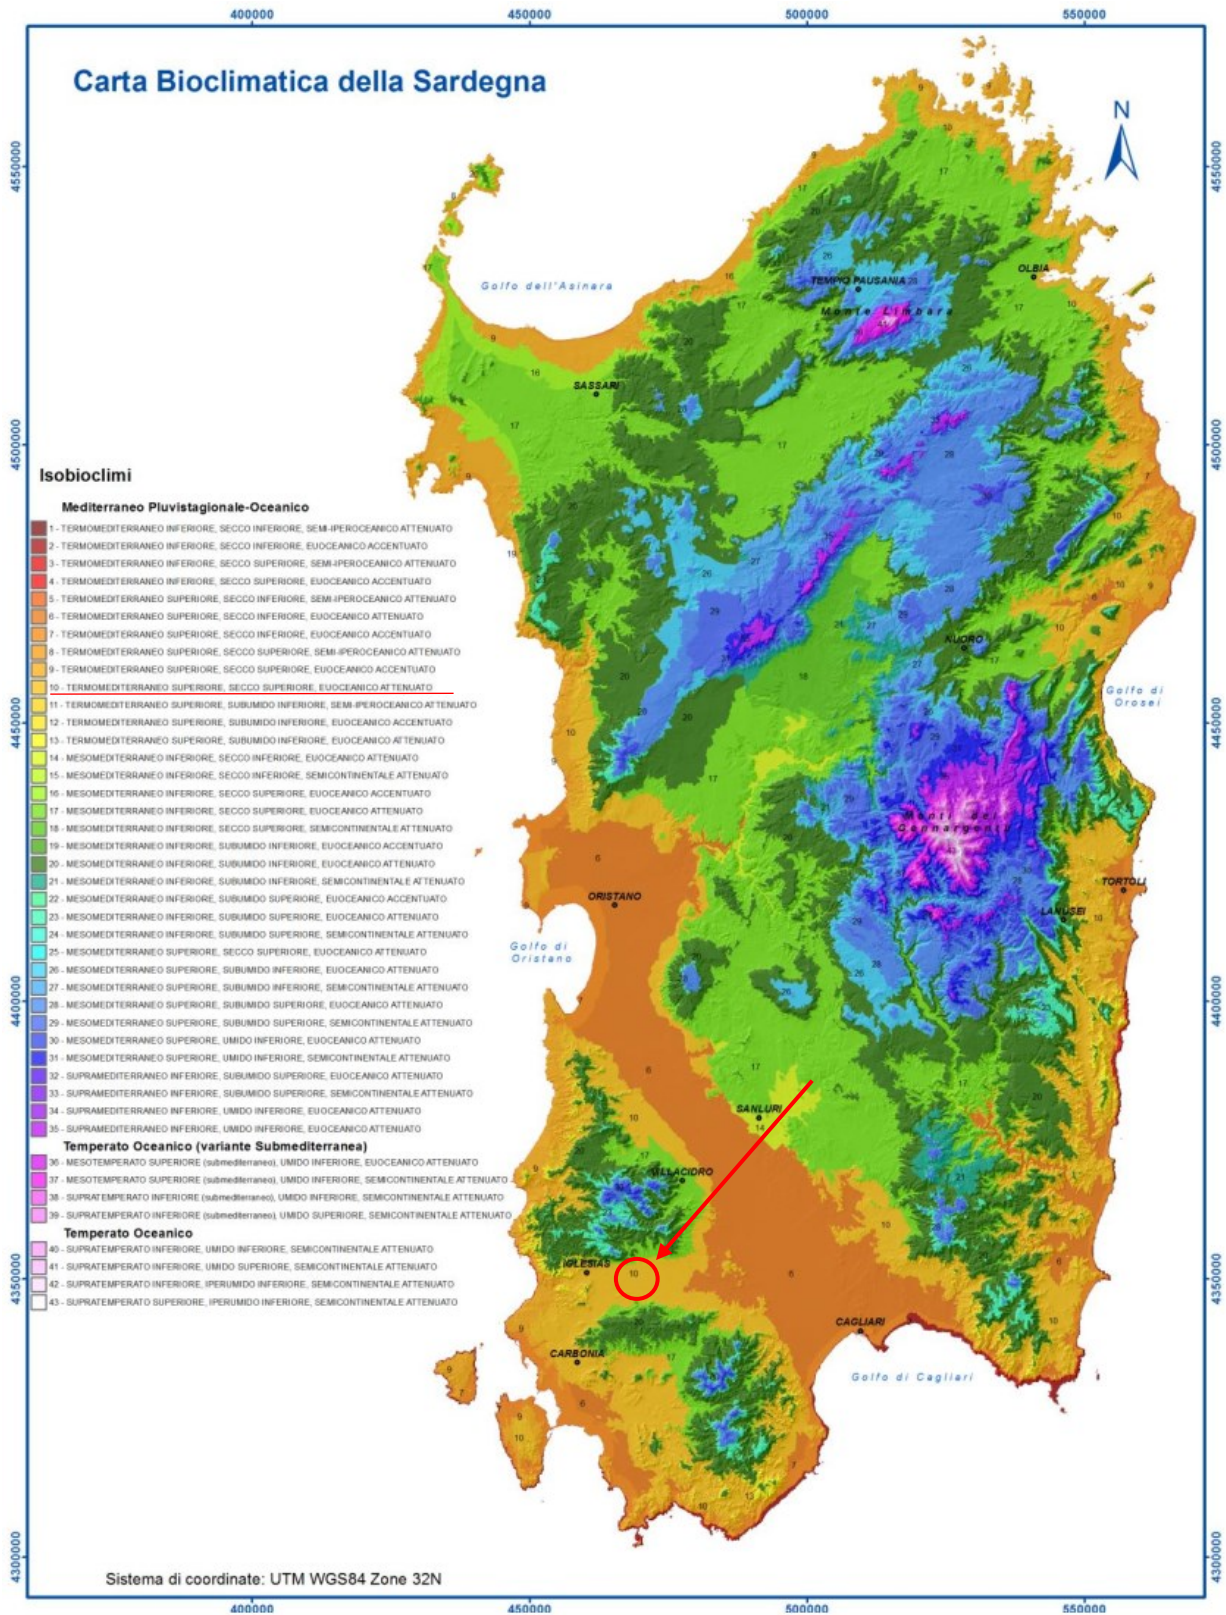 400000 450000 500000 550000
Carta Bioclimatica della Sardegna
N
4550000 4550000
Golfo dell'Asinara
TEMPIO PAUSANIA
OLBIA
Monte Limbara
SASSARI
4500000 4500000
Isobioclimi
Mediterraneo Pluvistagionale-Oceanico
1 - TERMOMEDITERRANEO INFERIORE, SECCO INFERIORE, SEMI-IPEROCEANICO ATTENUATO
2 - TERMOMEDITERRANEO INFERIORE, SECCO INFERIORE, EUOCEANICO ACCENTUATO
3 - TERMOMEDITERRANEO INFERIORE, SECCO SUPERIORE, SEMI-IPEROCEANICO ATTENUATO
4 - TERMOMEDITERRANEO INFERIORE, SECCO SUPERIORE, EUOCEANICO ACCENTUATO
5 - TERMOMEDITERRANEO SUPERIORE, SECCO INFERIORE, SEMI-IPEROCEANICO ATTENUATO
6 - TERMOMEDITERRANEO SUPERIORE, SECCO INFERIORE, EUOCEANICO ATTENUATO
7 - TERMOMEDITERRANEO SUPERIORE, SECCO INFERIORE, EUOCEANICO ACCENTUATO
8 - TERMOMEDITERRANEO SUPERIORE, SECCO SUPERIORE, SEMI-IPEROCEANICO ATTENUATO
9 - TERMOMEDITERRANEO SUPERIORE, SECCO SUPERIORE, EUOCEANICO ACCENTUATO
10 - TERMOMEDITERRANEO SUPERIORE, SECCO SUPERIORE, EUOCEANICO ATTENUATO
11 - TERMOMEDITERRANEO SUPERIORE, SUBUMIDO INFERIORE, SEMI-IPEROCEANICO ATTENUATO
12 - TERMOMEDITERRANEO SUPERIORE, SUBUMIDO INFERIORE, EUOCEANICO ACCENTUATO
13 - TERMOMEDITERRANEO SUPERIORE, SUBUMIDO INFERIORE, EUOCEANICO ATTENUATO
14 - MESOMEDITERRANEO INFERIORE, SECCO INFERIORE, EUOCEANICO ATTENUATO
15 - MESOMEDITERRANEO INFERIORE, SECCO INFERIORE, SEMICONTINENTALE ATTENUATO
16 - MESOMEDITERRANEO INFERIORE, SECCO SUPERIORE, EUOCEANICO ACCENTUATO
17 - MESOMEDITERRANEO INFERIORE, SECCO SUPERIORE, EUOCEANICO ATTENUATO
18 - MESOMEDITERRANEO INFERIORE, SECCO SUPERIORE, SEMICONTINENTALE ATTENUATO
19 - MESOMEDITERRANEO INFERIORE, SUBUMIDO INFERIORE, EUOCEANICO ACCENTUATO
20 - MESOMEDITERRANEO INFERIORE, SUBUMIDO INFERIORE, EUOCEANICO ATTENUATO
21 - MESOMEDITERRANEO INFERIORE, SUBUMIDO INFERIORE, SEMICONTINENTALE ATTENUATO
22 - MESOMEDITERRANEO INFERIORE, SUBUMIDO SUPERIORE, EUOCEANICO ACCENTUATO
23 - MESOMEDITERRANEO INFERIORE, SUBUMIDO SUPERIORE, EUOCEANICO ATTENUATO
24 - MESOMEDITERRANEO INFERIORE, SUBUMIDO SUPERIORE, SEMICONTINENTALE ATTENUATO
25 - MESOMEDITERRANEO SUPERIORE, SECCO SUPERIORE, EUOCEANICO ATTENUATO
26 - MESOMEDITERRANEO SUPERIORE, SUBUMIDO INFERIORE, EUOCEANICO ATTENUATO
27 - MESOMEDITERRANEO SUPERIORE, SUBUMIDO INFERIORE, SEMICONTINENTALE ATTENUATO
28 - MESOMEDITERRANEO SUPERIORE, SUBUMIDO SUPERIORE, EUOCEANICO ATTENUATO
29 - MESOMEDITERRANEO SUPERIORE, SUBUMIDO SUPERIORE, SEMICONTINENTALE ATTENUATO
30 - MESOMEDITERRANEO SUPERIORE, UMIDO INFERIORE, EUOCEANICO ATTENUATO
31 - MESOMEDITERRANEO SUPERIORE, UMIDO INFERIORE, SEMICONTINENTALE ATTENUATO
32 - SUPRAMEDITERRANEO INFERIORE, SUBUMIDO SUPERIORE, EUOCEANICO ATTENUATO
33 - SUPRAMEDITERRANEO INFERIORE, SUBUMIDO SUPERIORE, SEMICONTINENTALE ATTENUATO
34 - SUPRAMEDITERRANEO INFERIORE, UMIDO INFERIORE, EUOCEANICO ATTENUATO
35 - SUPRAMEDITERRANEO INFERIORE, UMIDO INFERIORE, EUOCEANICO ATTENUATO
Temperato Oceanico (variante Submediterranea)
36 - MESOTEMPERATO SUPERIORE (submediterraneo), UMIDO INFERIORE, EUOCEANICO ATTENUATO
37 - MESOTEMPERATO SUPERIORE (submediterraneo), UMIDO INFERIORE, SEMICONTINENTALE ATTENUATO
38 - SUPRATEMPERATO INFERIORE (submediterraneo), UMIDO INFERIORE, SEMICONTINENTALE ATTENUATO
39 - SUPRATEMPERATO INFERIORE (submediterraneo), UMIDO SUPERIORE, SEMICONTINENTALE ATTENUATO
Temperato Oceanico
40 - SUPRATEMPERATO INFERIORE, UMIDO INFERIORE, SEMICONTINENTALE ATTENUATO
41 - SUPRATEMPERATO INFERIORE, UMIDO SUPERIORE, SEMICONTINENTALE ATTENUATO
42 - SUPRATEMPERATO INFERIORE, IPERUMIDO INFERIORE, SEMICONTINENTALE ATTENUATO
43 - SUPRATEMPERATO SUPERIORE, IPERUMIDO INFERIORE, SEMICONTINENTALE ATTENUATO
NUORO
Golfo di
Orosei
4450000 4450000
Monti del
Gennargentu
ORISTANO
TORTOLI
LANUSEI
Golfo di
Oristano
4400000 4400000
SANLURI
VILLACIDRO
IGLESIAS
10
4350000 4350000
CAGLIARI
CARBONIA
Golfo di Cagliari
4300000 4300000
Sistema di coordinate: UTM WGS84 Zone 32N
400000 450000 500000 550000